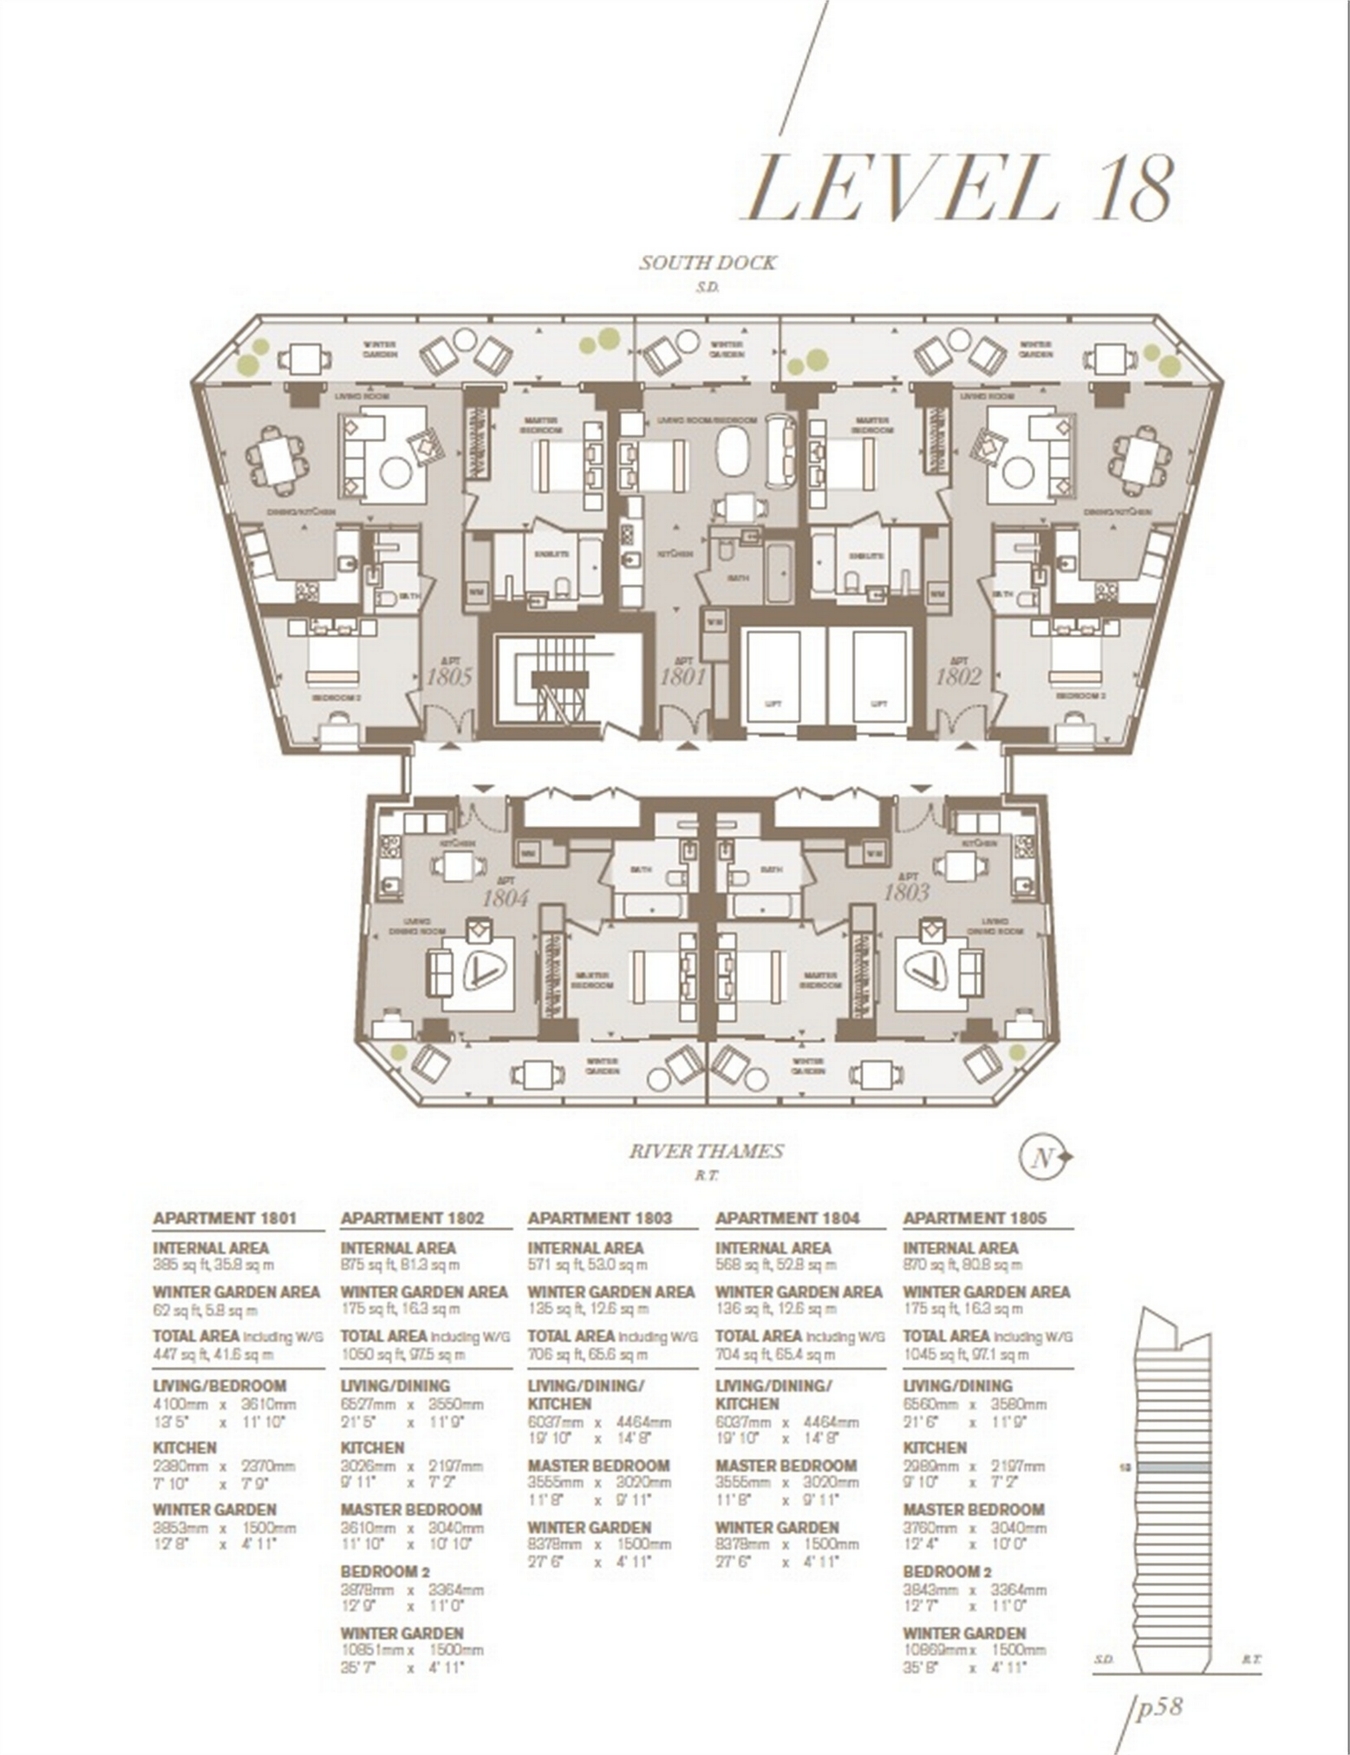 LEVEL 18
SOUTH DOCK
S.D.
WINTER GARDEN
WINTER GARDEN
WINTER GARDEN
LIVING ROOM
MASTER BEDROOM
LIVING ROOM/BEDROOM
MASTER BEDROOM
LIVING ROOM
DINING/KITCHEN
DINING/KITCHEN
ENSUITE
KITCHEN
ENSUITE
BATH
BATH
BATH
WM
WM
WM
APT 1805
APT 1801
APT 1802
BEDROOM 2
BEDROOM 2
LIFT
LIFT
KITCHEN
KITCHEN
WM
WM
BATH
BATH
APT 1804
APT 1803
LIVING DINING ROOM
LIVING DINING ROOM
MASTER BEDROOM
MASTER BEDROOM
WINTER GARDEN
WINTER GARDEN
RIVER THAMES
R.T.
N
APARTMENT 1801
INTERNAL AREA
385 sq ft, 35.8 sq m
WINTER GARDEN AREA
62 sq ft, 5.8 sq m
TOTAL AREA including W/G
447 sq ft, 41.6 sq m
LIVING/BEDROOM
4100mm x 3610mm
13' 5" x 11' 10"
KITCHEN
2380mm x 2370mm
7' 10" x 7' 9"
WINTER GARDEN
3853mm x 1500mm
12' 8" x 4' 11"
APARTMENT 1802
INTERNAL AREA
875 sq ft, 81.3 sq m
WINTER GARDEN AREA
175 sq ft, 16.3 sq m
TOTAL AREA including W/G
1050 sq ft, 97.5 sq m
LIVING/DINING
6527mm x 3550mm
21' 5" x 11' 9"
KITCHEN
3026mm x 2197mm
9' 11" x 7' 2"
MASTER BEDROOM
3610mm x 3040mm
11' 10" x 10' 10"
BEDROOM 2
3878mm x 3364mm
12' 9" x 11' 0"
WINTER GARDEN
10851mm x 1500mm
35' 7" x 4' 11"
APARTMENT 1803
INTERNAL AREA
571 sq ft, 53.0 sq m
WINTER GARDEN AREA
135 sq ft, 12.6 sq m
TOTAL AREA including W/G
706 sq ft, 65.6 sq m
LIVING/DINING/
KITCHEN
6037mm x 4464mm
19' 10" x 14' 8"
MASTER BEDROOM
3555mm x 3020mm
11' 8" x 9' 11"
WINTER GARDEN
8378mm x 1500mm
27' 6" x 4' 11"
APARTMENT 1804
INTERNAL AREA
568 sq ft, 52.8 sq m
WINTER GARDEN AREA
136 sq ft, 12.6 sq m
TOTAL AREA including W/G
704 sq ft, 65.4 sq m
LIVING/DINING/
KITCHEN
6037mm x 4464mm
19' 10" x 14' 8"
MASTER BEDROOM
3555mm x 3020mm
11' 8" x 9' 11"
WINTER GARDEN
8378mm x 1500mm
27' 6" x 4' 11"
APARTMENT 1805
INTERNAL AREA
870 sq ft, 80.8 sq m
WINTER GARDEN AREA
175 sq ft, 16.3 sq m
TOTAL AREA including W/G
1045 sq ft, 97.1 sq m
LIVING/DINING
6560mm x 3580mm
21' 6" x 11' 9"
KITCHEN
2989mm x 2197mm
9' 10" x 7' 2"
MASTER BEDROOM
3760mm x 3040mm
12' 4" x 10' 0"
BEDROOM 2
3843mm x 3364mm
12' 7" x 11' 0"
WINTER GARDEN
10869mm x 1500mm
35' 8" x 4' 11"
18
S.D.
R.T.
p58